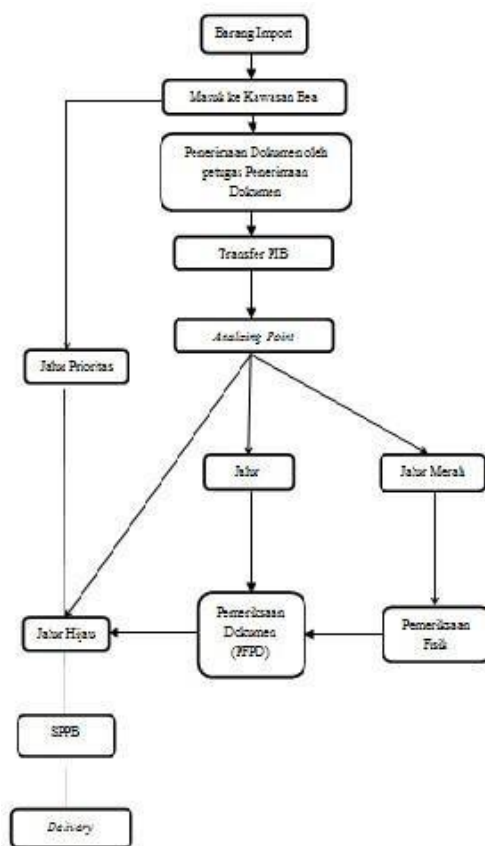 Barang Import
Masuk ke Kawasan Bea
Penerimaan Dokumen oleh
petugas Penerimaan
Dokumen
Transfer PIB
Analizing Point
Jalur Prioritas
Jalur
Jalur Merah
Jalur Hijau
Pemeriksaan
Dokumen
(PFPD)
Pemeriksaan
Fisik
SPPB
Delivery